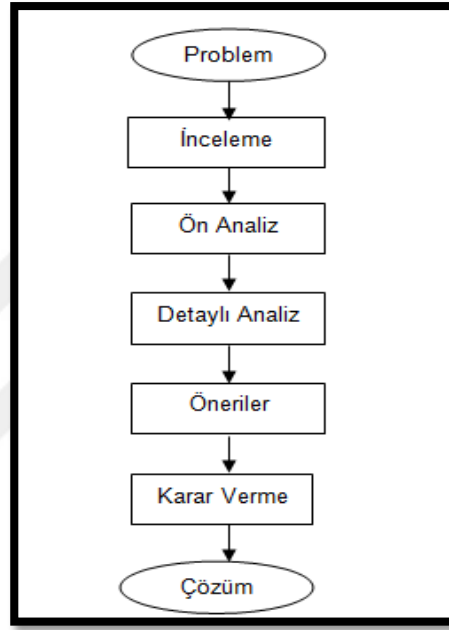 Problem
İnceleme
Ön Analiz
Detaylı Analiz
Öneriler
Karar Verme
Çözüm